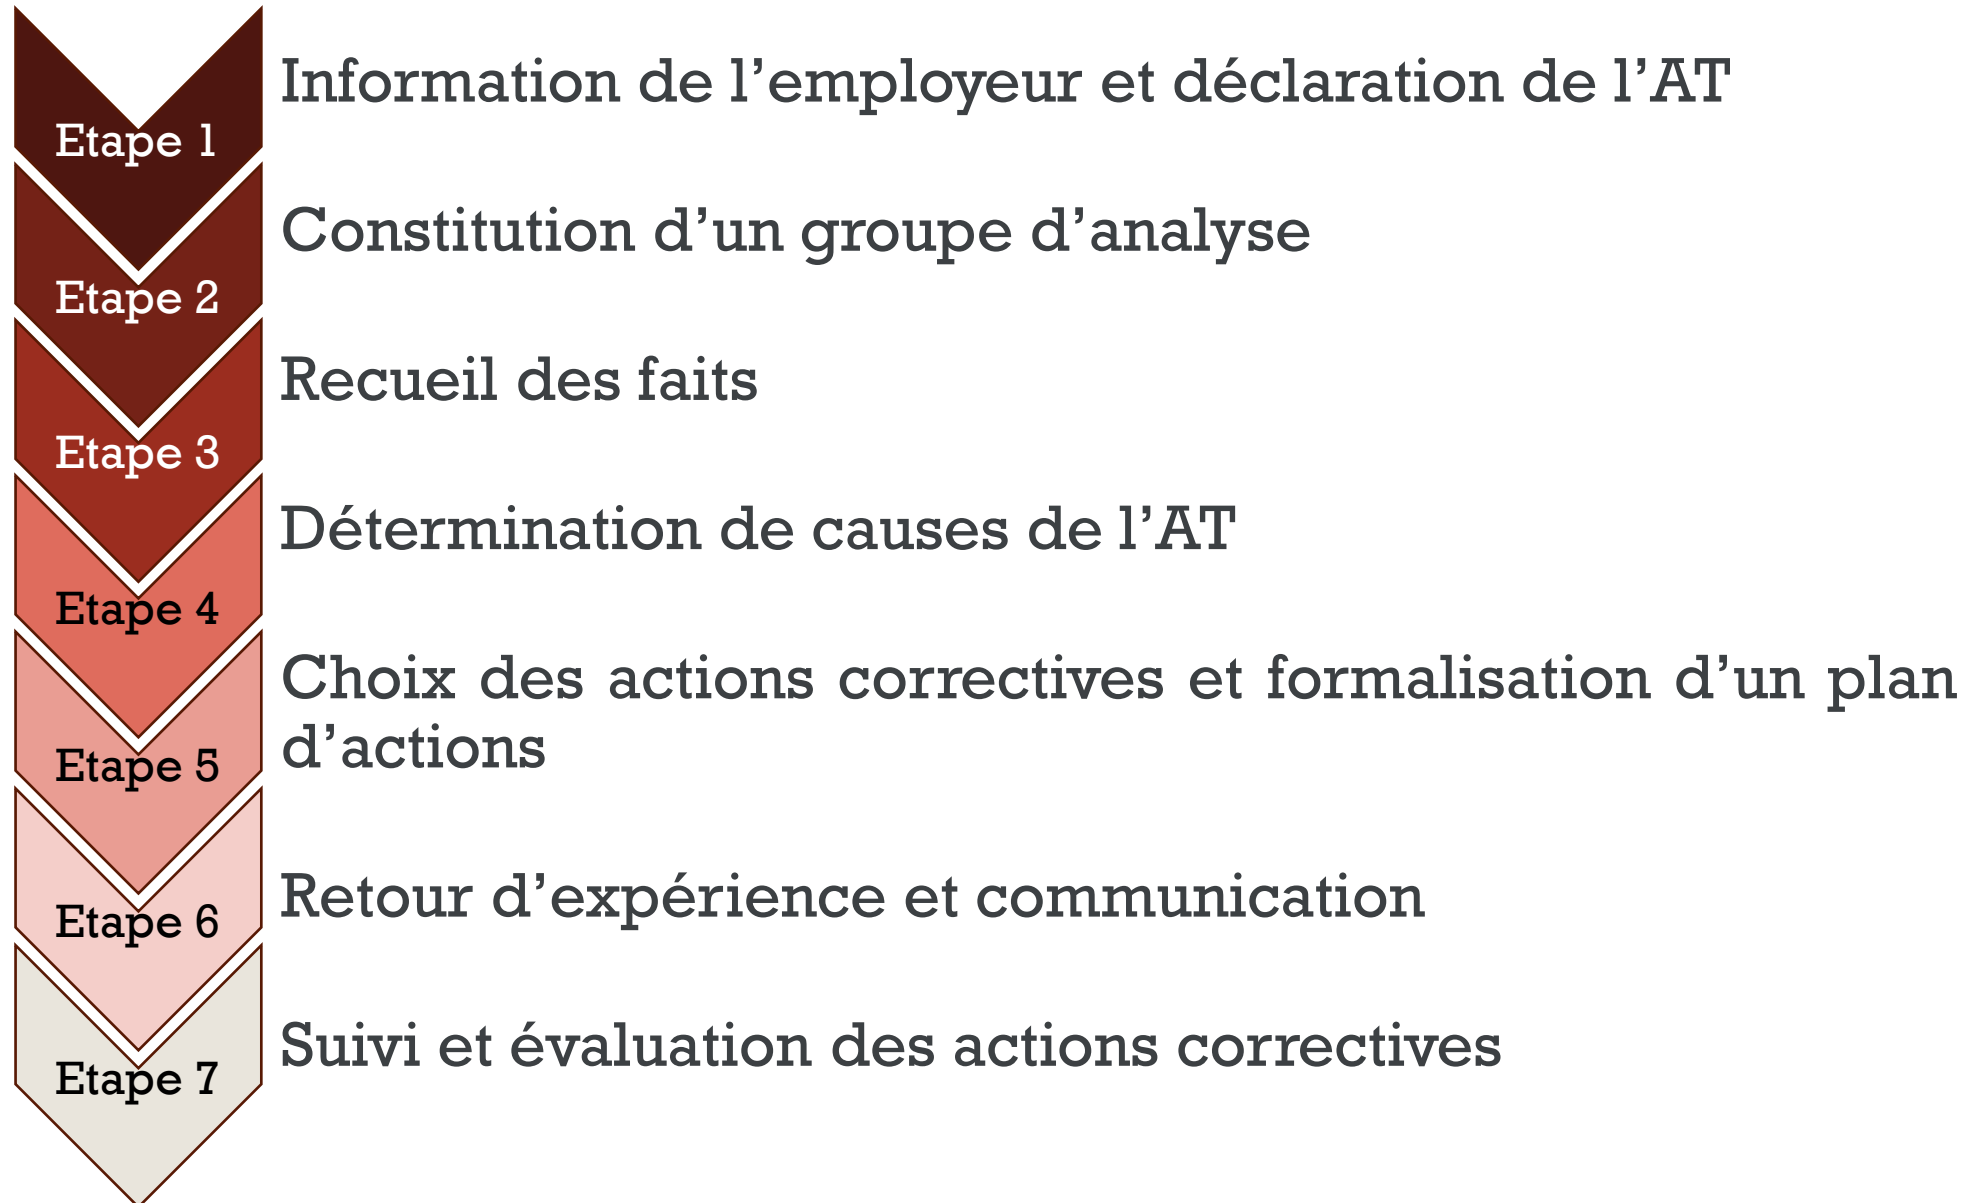 Etape 1
Information de l’employeur et déclaration de l’AT
Etape 2
Constitution d’un groupe d’analyse
Etape 3
Recueil des faits
Etape 4
Détermination de causes de l’AT
Etape 5
Choix des actions correctives et formalisation d’un plan
d’actions
Etape 6
Retour d’expérience et communication
Etape 7
Suivi et évaluation des actions correctives